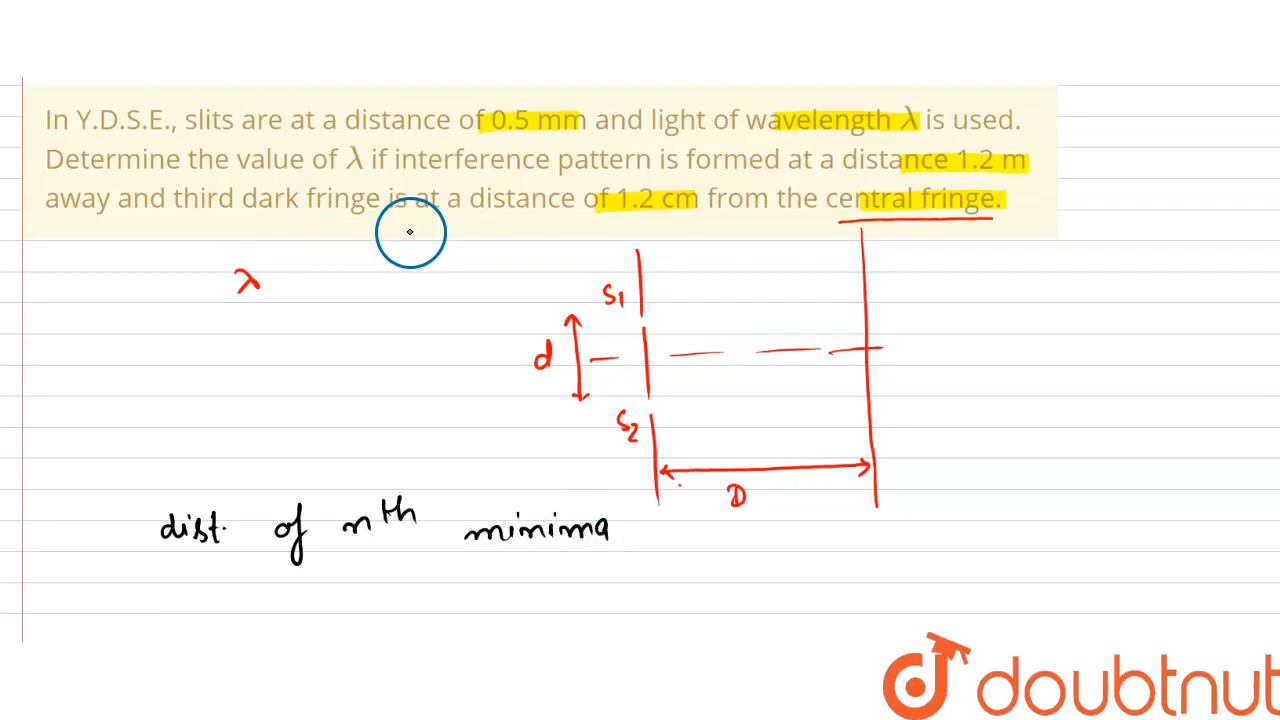 In Y.D.S.E., slits are at a distance of 0.5 mm and light of wavelength λ is used.
Determine the value of λ if interference pattern is formed at a distance 1.2 m
away and third dark fringe is at a distance of 1.2 cm from the central fringe.
λ
S1
d
S2
D
dist. of nth minima
doubtnut